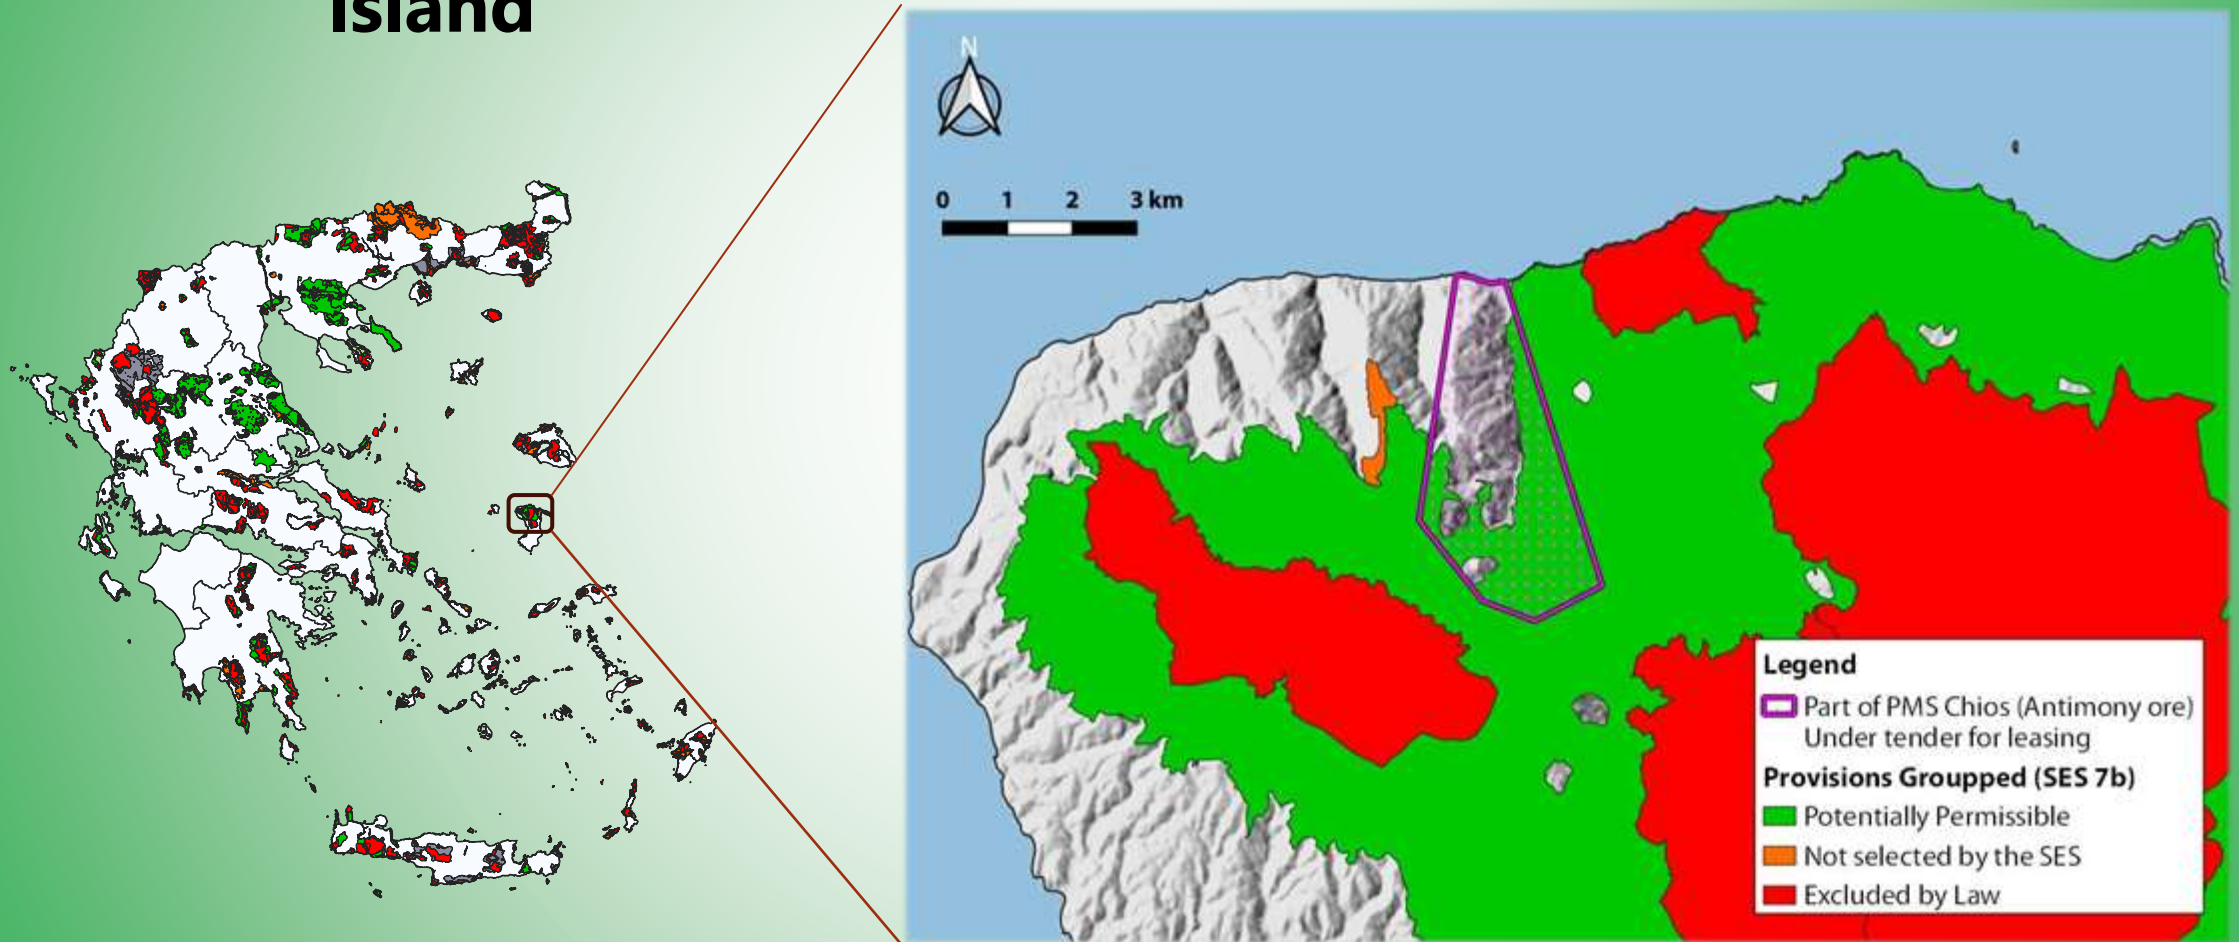 Island
N
0 1 2 3 km
Legend
Part of PMS Chios (Antimony ore)
Under tender for leasing
Provisions Groupped (SES 7b)
Potentially Permissible
Not selected by the SES
Excluded by Law